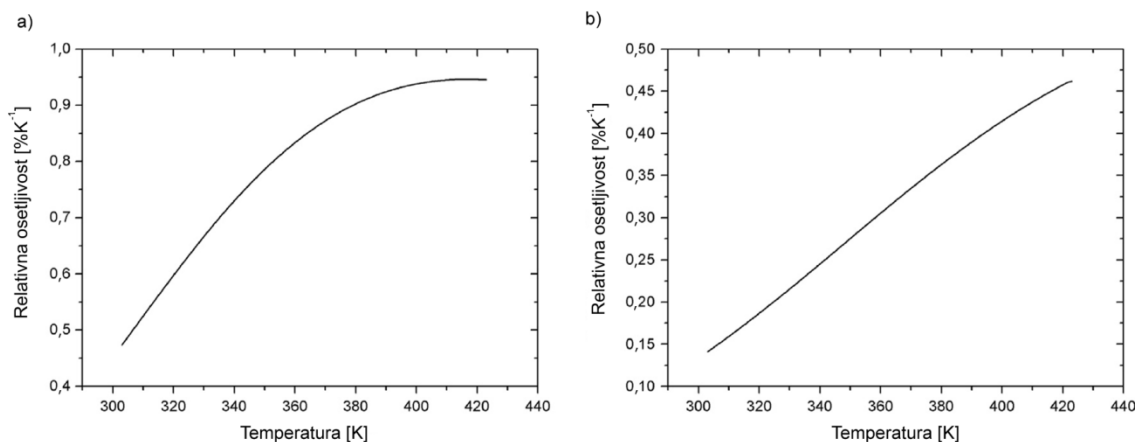 a)
1,0
0,9
0,8
0,7
0,6
0,5
0,4
Relativna osetljivost [%K⁻¹]
300 320 340 360 380 400 420 440
Temperatura [K]
b)
0,50
0,45
0,40
0,35
0,30
0,25
0,20
0,15
0,10
Relativna osetljivost [%K⁻¹]
300 320 340 360 380 400 420 440
Temperatura [K]